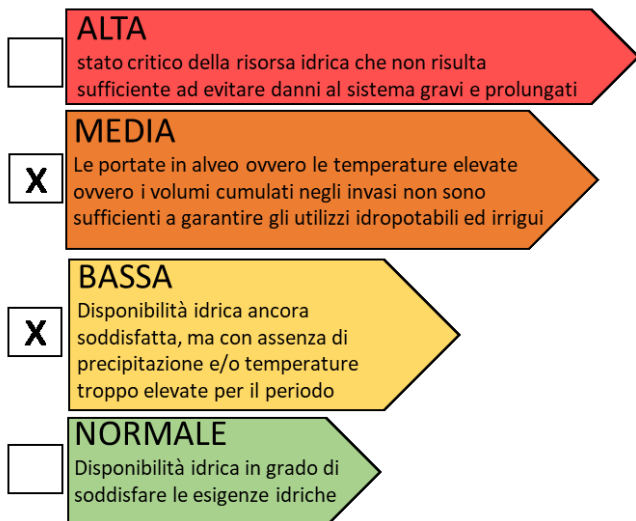 ALTA
stato critico della risorsa idrica che non risulta
sufficiente ad evitare danni al sistema gravi e prolungati
MEDIA
Le portate in alveo ovvero le temperature elevate
X
ovvero i volumi cumulati negli invasi non sono
sufficienti a garantire gli utilizzi idropotabili ed irrigui
BASSA
Disponibilità idrica ancora
X
soddisfatta, ma con assenza di
precipitazione e/o temperature
troppo elevate per il periodo
NORMALE
Disponibilità idrica in grado di
soddisfare le esigenze idriche